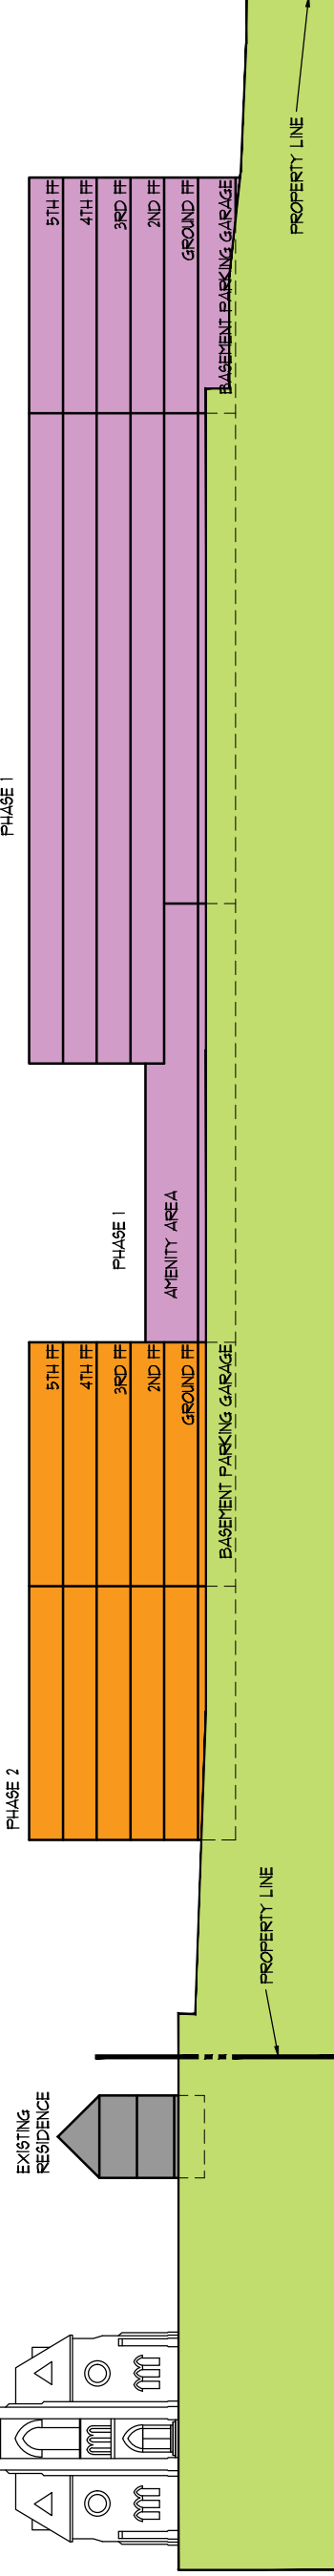 EXISTING
RESIDENCE
PROPERTY LINE
PHASE 2
5TH FF
4TH FF
3RD FF
2ND FF
GROUND FF
BASEMENT PARKING GARAGE
PHASE 1
AMENITY AREA
PHASE 1
5TH FF
4TH FF
3RD FF
2ND FF
GROUND FF
BASEMENT PARKING GARAGE
PROPERTY LINE